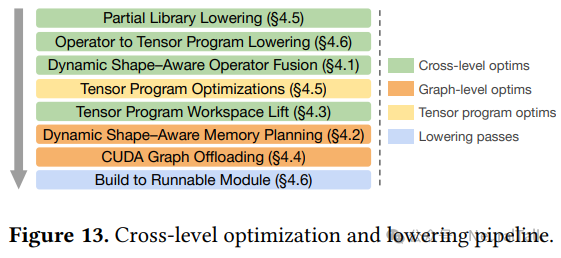 Partial Library Lowering (§4.5)
Operator to Tensor Program Lowering (§4.6)
Dynamic Shape–Aware Operator Fusion (§4.1)
Tensor Program Optimizations (§4.5)
Tensor Program Workspace Lift (§4.3)
Dynamic Shape–Aware Memory Planning (§4.2)
CUDA Graph Offloading (§4.4)
Build to Runnable Module (§4.6)
Cross-level optims
Graph-level optims
Tensor program optims
Lowering passes
Figure 13. Cross-level optimization and lowering pipeline.